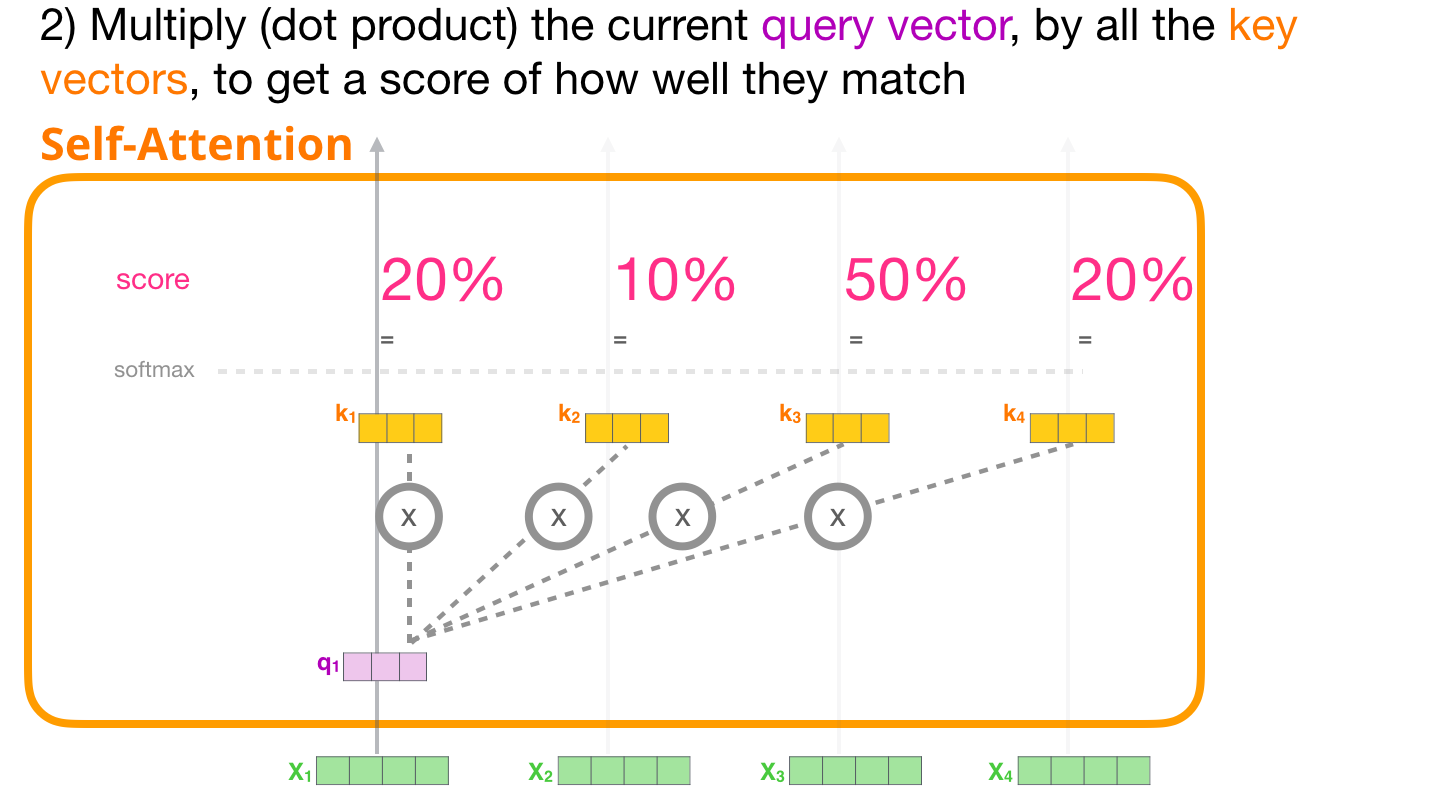 2) Multiply (dot product) the current query vector, by all the key
vectors, to get a score of how well they match
Self-Attention
score 20% 10% 50% 20%
= = = =
softmax
k1 k2 k3 k4
x x x x
q1
X1 X2 X3 X4